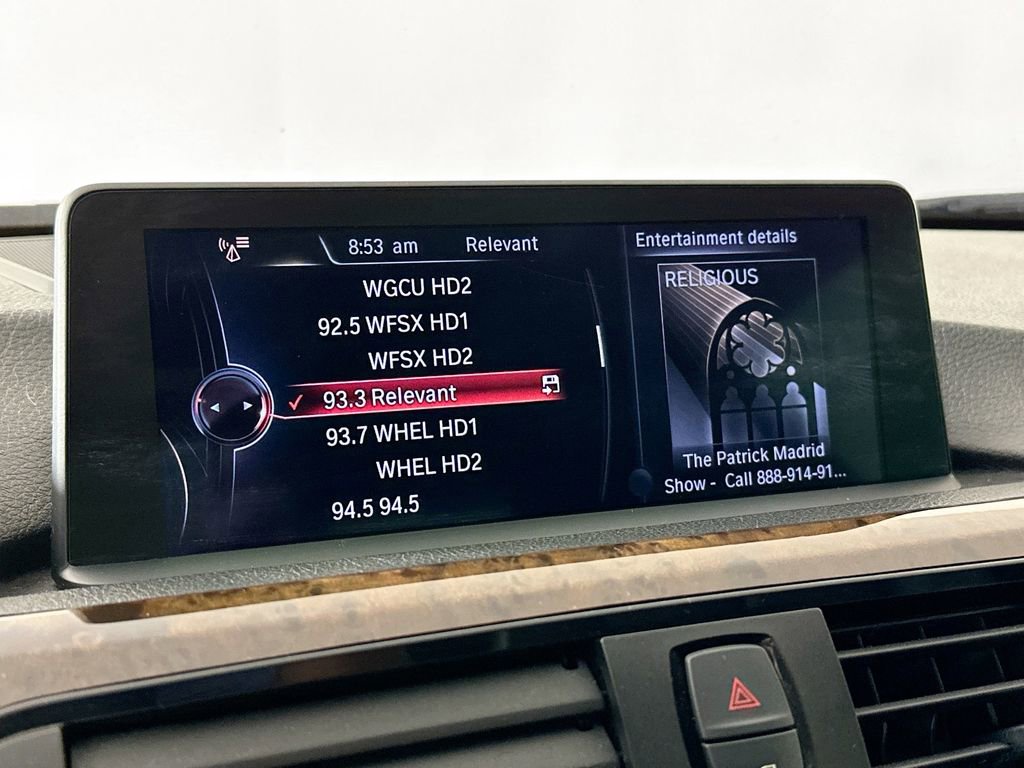 8:53 am Relevant
WGCU HD2
92.5 WFSX HD1
WFSX HD2
93.3 Relevant
93.7 WHEL HD1
WHEL HD2
94.5 94.5
Entertainment details
RELIGIOUS
The Patrick Madrid
Show - Call 888-914-91...